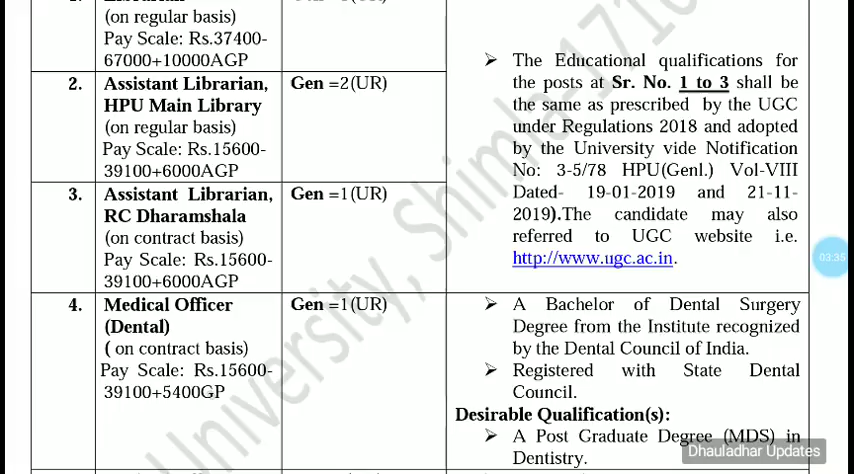 (on regular basis)
Pay Scale: Rs.37400-
67000+10000AGP
2. Assistant Librarian, Gen =2(UR)
HPU Main Library
(on regular basis)
Pay Scale: Rs.15600-
39100+6000AGP
3. Assistant Librarian, Gen =1(UR)
RC Dharamshala
(on contract basis)
Pay Scale: Rs.15600-
39100+6000AGP
➢ The Educational qualifications for
the posts at Sr. No. 1 to 3 shall be
the same as prescribed by the UGC
under Regulations 2018 and adopted
by the University vide Notification
No: 3-5/78 HPU(Genl.) Vol-VIII
Dated- 19-01-2019 and 21-11-
2019).The candidate may also
referred to UGC website i.e.
http://www.ugc.ac.in.
4. Medical Officer Gen =1(UR)
(Dental)
( on contract basis)
Pay Scale: Rs.15600-
39100+5400GP
➢ A Bachelor of Dental Surgery
Degree from the Institute recognized
by the Dental Council of India.
➢ Registered with State Dental
Council.
Desirable Qualification(s):
➢ A Post Graduate Degree (MDS) in
Dentistry.
University, Shimla-1710
03:35
Dhauladhar Updates